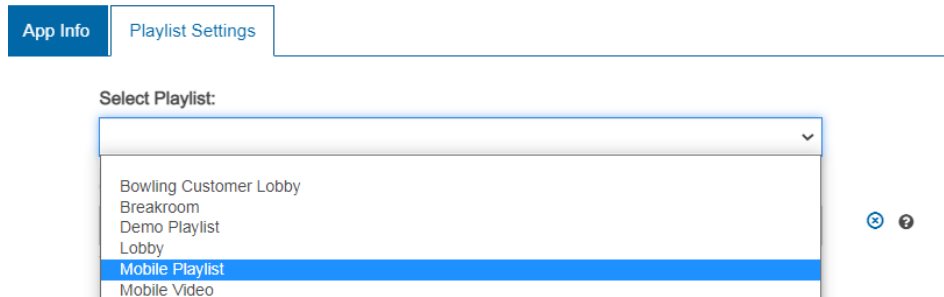 App Info
Playlist Settings
Select Playlist:
Bowling Customer Lobby
Breakroom
Demo Playlist
Lobby
Mobile Playlist
Mobile Video